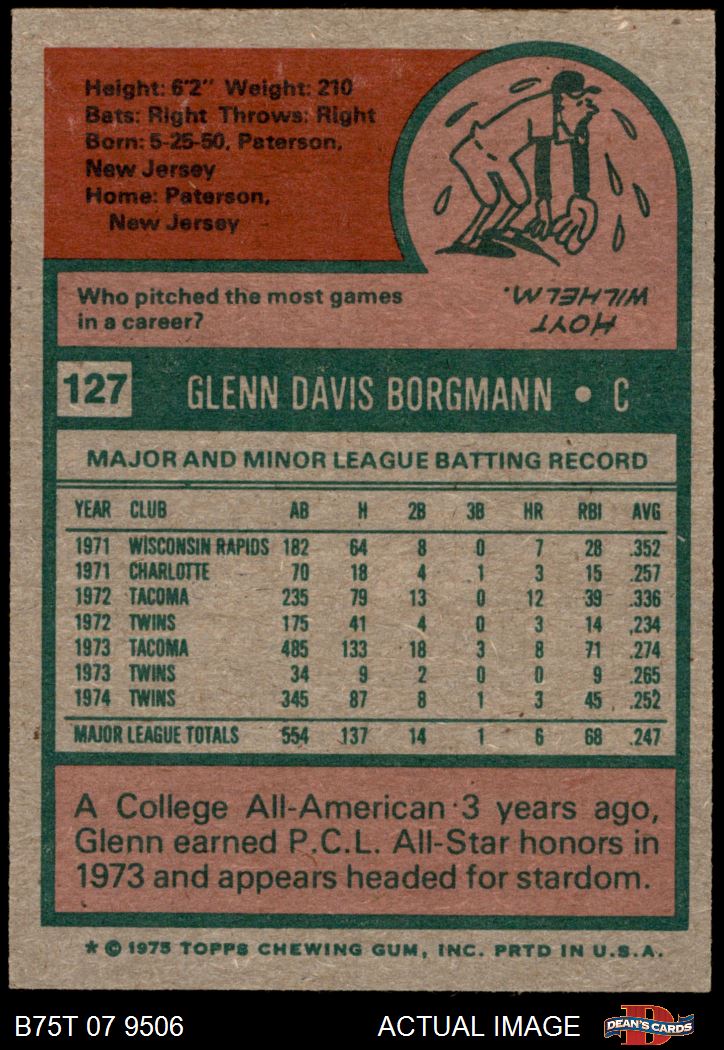 Height: 6'2" Weight: 210
Bats: Right Throws: Right
Born: 5-25-50, Paterson,
New Jersey
Home: Paterson,
New Jersey
Who pitched the most games
in a career?
HOYT
WILHELM.
127 GLENN DAVIS BORGMANN • C
MAJOR AND MINOR LEAGUE BATTING RECORD
YEAR CLUB AB H 2B 3B HR RBI AVG
1971 WISCONSIN RAPIDS 182 64 8 0 7 28 .352
1971 CHARLOTTE 70 18 4 1 3 15 .257
1972 TACOMA 235 79 13 0 12 39 .336
1972 TWINS 175 41 4 0 3 14 .234
1973 TACOMA 485 133 18 3 8 71 .274
1973 TWINS 34 9 2 0 0 9 .265
1974 TWINS 345 87 8 1 3 45 .252
MAJOR LEAGUE TOTALS 554 137 14 1 6 68 .247
A College All-American 3 years ago,
Glenn earned P.C.L. All-Star honors in
1973 and appears headed for stardom.
* © 1975 TOPPS CHEWING GUM, INC. PRTD IN U.S.A.
B75T 07 9506 ACTUAL IMAGE DEAN'S CARDS